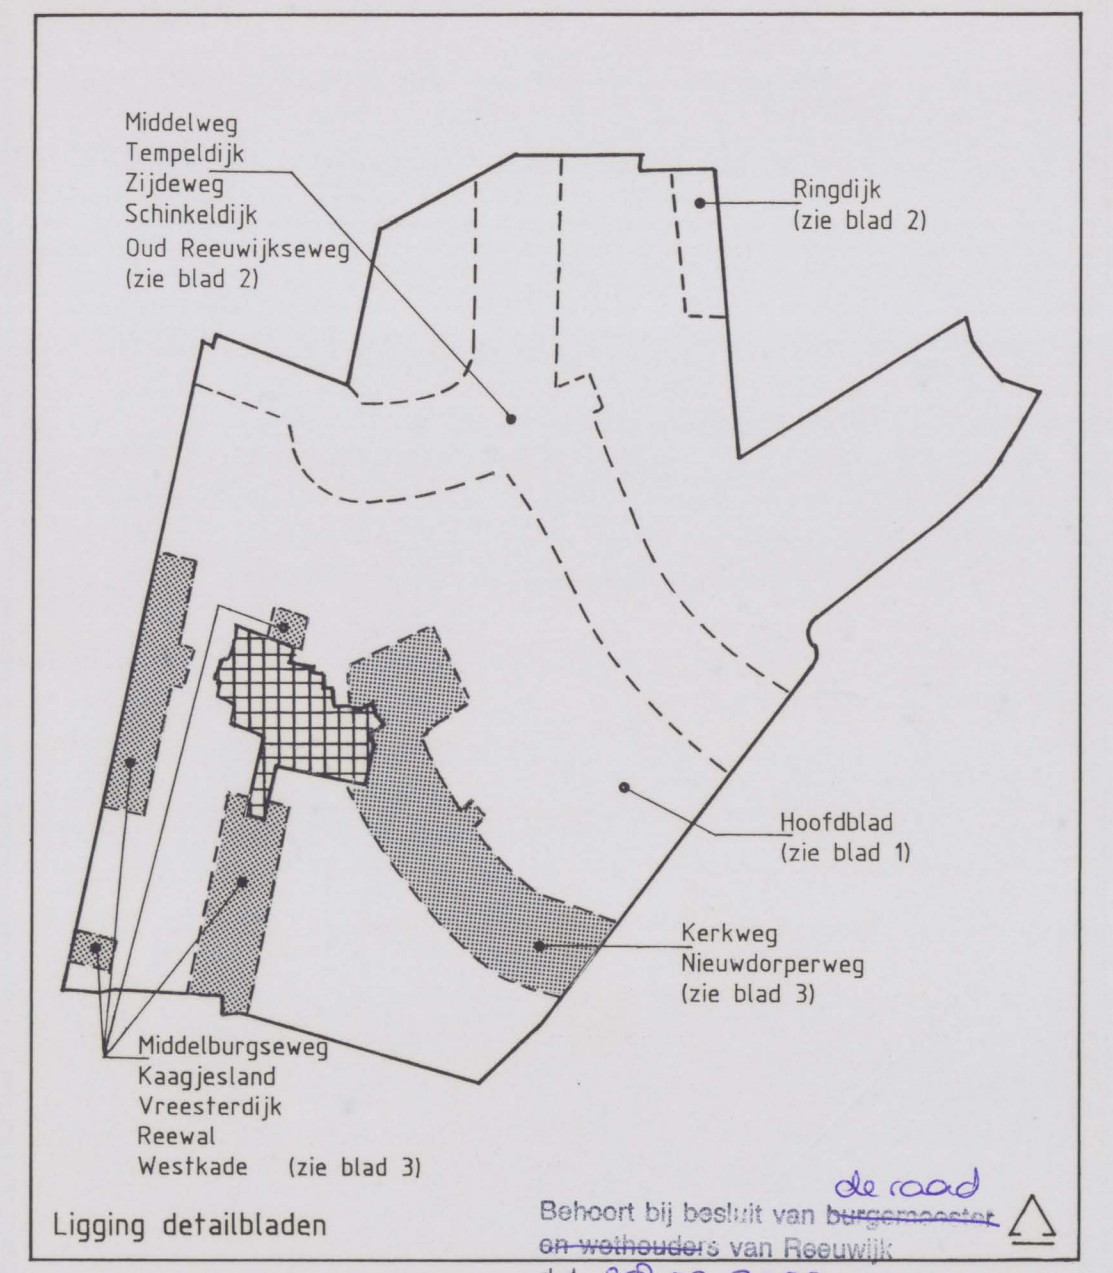 Middelweg
Tempeldijk
Zijdeweg
Schinkeldijk
Oud Reeuwijkseweg
(zie blad 2)
Ringdijk
(zie blad 2)
Hoofdblad
(zie blad 1)
Kerkweg
Nieuwdorperweg
(zie blad 3)
Middelburgseweg
Kaagjesland
Vreesterdijk
Reewal
Westkade (zie blad 3)
Ligging detailbladen
de raad
Behoort bij besluit van burgemeester
en wethouders van Reeuwijk